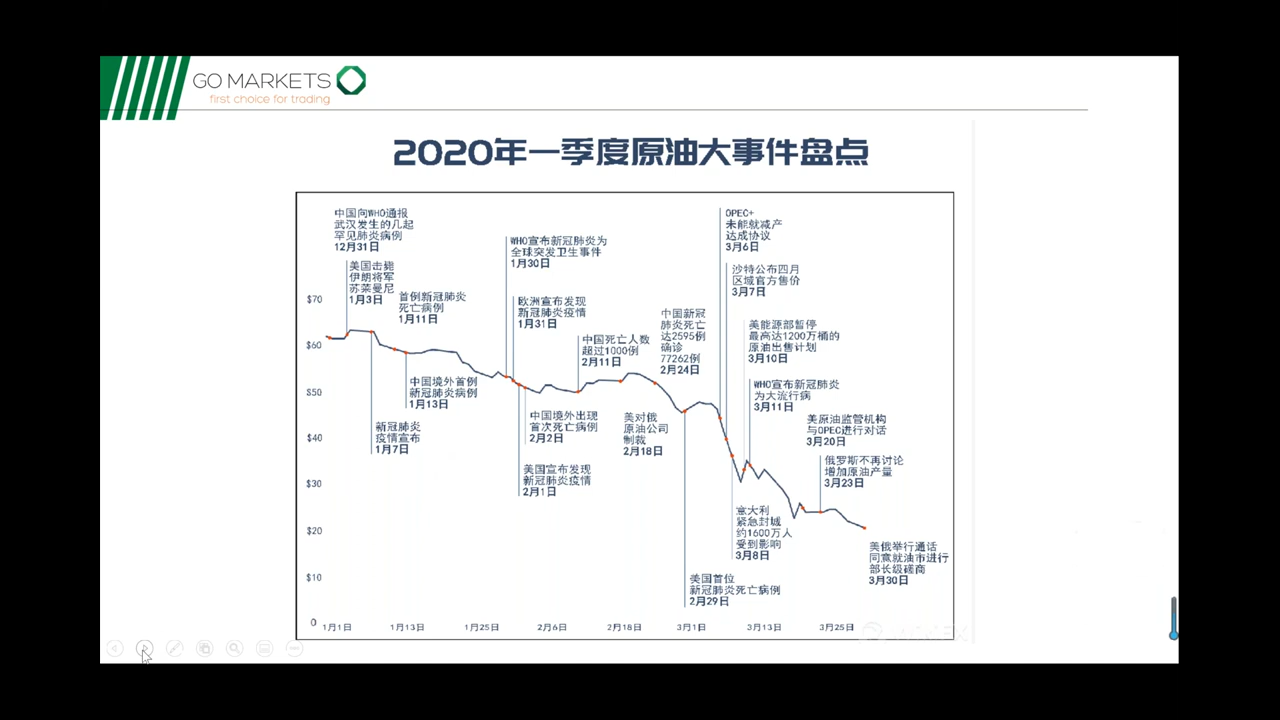 GO MARKETS
first choice for trading
2020年一季度原油大事件盘点
中国向WHO通报
武汉发生的几起
罕见肺炎病例
12月31日
美国击毙
伊朗将军
苏莱曼尼
1月3日
首例新冠肺炎
死亡病例
1月11日
中国境外首例
新冠肺炎病例
1月13日
新冠肺炎
疫情宣布
1月7日
WHO宣布新冠肺炎为
全球突发卫生事件
1月30日
欧洲宣布发现
新冠肺炎疫情
1月31日
中国死亡人数
超过1000例
2月11日
中国境外出现
首次死亡病例
2月2日
美国宣布发现
新冠肺炎疫情
2月1日
美对俄
原油公司
制裁
2月18日
中国新冠
肺炎死亡
达2595例
确诊
77262例
2月24日
OPEC+
未能就减产
达成协议
3月6日
沙特公布四月
区域官方售价
3月7日
美能源部暂停
最高达1200万桶的
原油出售计划
3月10日
WHO宣布新冠肺炎
为大流行病
3月11日
美原油监管机构
与OPEC进行对话
3月20日
俄罗斯不再讨论
增加原油产量
3月23日
意大利
紧急封城
约1600万人
受到影响
3月8日
美国首位
新冠肺炎死亡病例
2月29日
美俄举行通话
同意就油市进行
部长级磋商
3月30日
$70
$60
$50
$40
$30
$20
$10
0
1月1日
1月13日
1月25日
2月6日
2月18日
3月1日
3月13日
3月25日